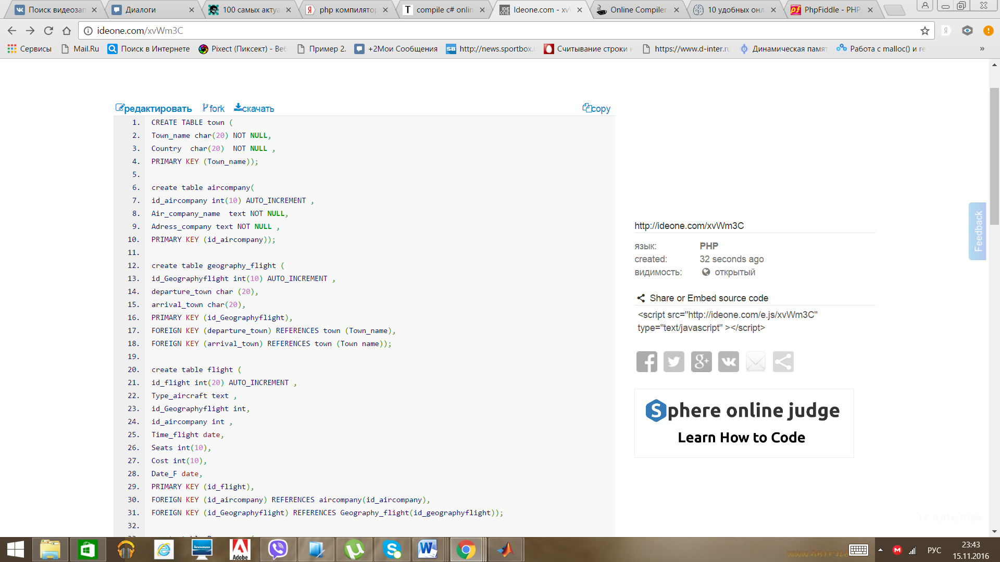 Поиск видеозап
Диалоги
100 самых актуа
php компилятор
compile c# onlin
Ideone.com - xvW
Online Compiler
10 удобных онл
PhpFiddle - PHP
ideone.com/xvWm3C
Сервисы
Mail.Ru
Поиск в Интернете
Pixect (Пиксект) - Веб
Пример 2.
+2Мои Сообщения
http://news.sportbox.r
Считывание строки н
https://www.d-inter.ru
Динамическая памят
Работа с malloc() и re
»
редактировать
fork
скачать
copy
1. CREATE TABLE town (
2. Town_name char(20) NOT NULL,
3. Country  char(20)  NOT NULL ,
4. PRIMARY KEY (Town_name));
5.
6. create table aircompany(
7. id_aircompany int(10) AUTO_INCREMENT ,
8. Air_company_name  text NOT NULL,
9. Adress_company text NOT NULL ,
10. PRIMARY KEY (id_aircompany));
11.
12. create table geography_flight (
13. id_Geographyflight int(10) AUTO_INCREMENT ,
14. departure_town char (20),
15. arrival_town char(20),
16. PRIMARY KEY (id_Geographyflight),
17. FOREIGN KEY (departure_town) REFERENCES town (Town_name),
18. FOREIGN KEY (arrival_town) REFERENCES town (Town name));
19.
20. create table flight (
21. id_flight int(20) AUTO_INCREMENT ,
22. Type_aircraft text ,
23. id_Geographyflight int,
24. id_aircompany int ,
25. Time_flight date,
26. Seats int(10),
27. Cost int(10),
28. Date_F date,
29. PRIMARY KEY (id_flight),
30. FOREIGN KEY (id_aircompany) REFERENCES aircompany(id_aircompany),
31. FOREIGN KEY (id_Geographyflight) REFERENCES Geography_flight(id_geographyflight));
32.
http://ideone.com/xvWm3C
язык: PHP
created: 32 seconds ago
видимость: открытый
Share or Embed source code
<script src="http://ideone.com/e.js/xvWm3C"
type="text/javascript" ></script>
Sphere online judge
Learn How to Code
Feedback
Adobe
lenovo
РУС
23:43
15.11.2016